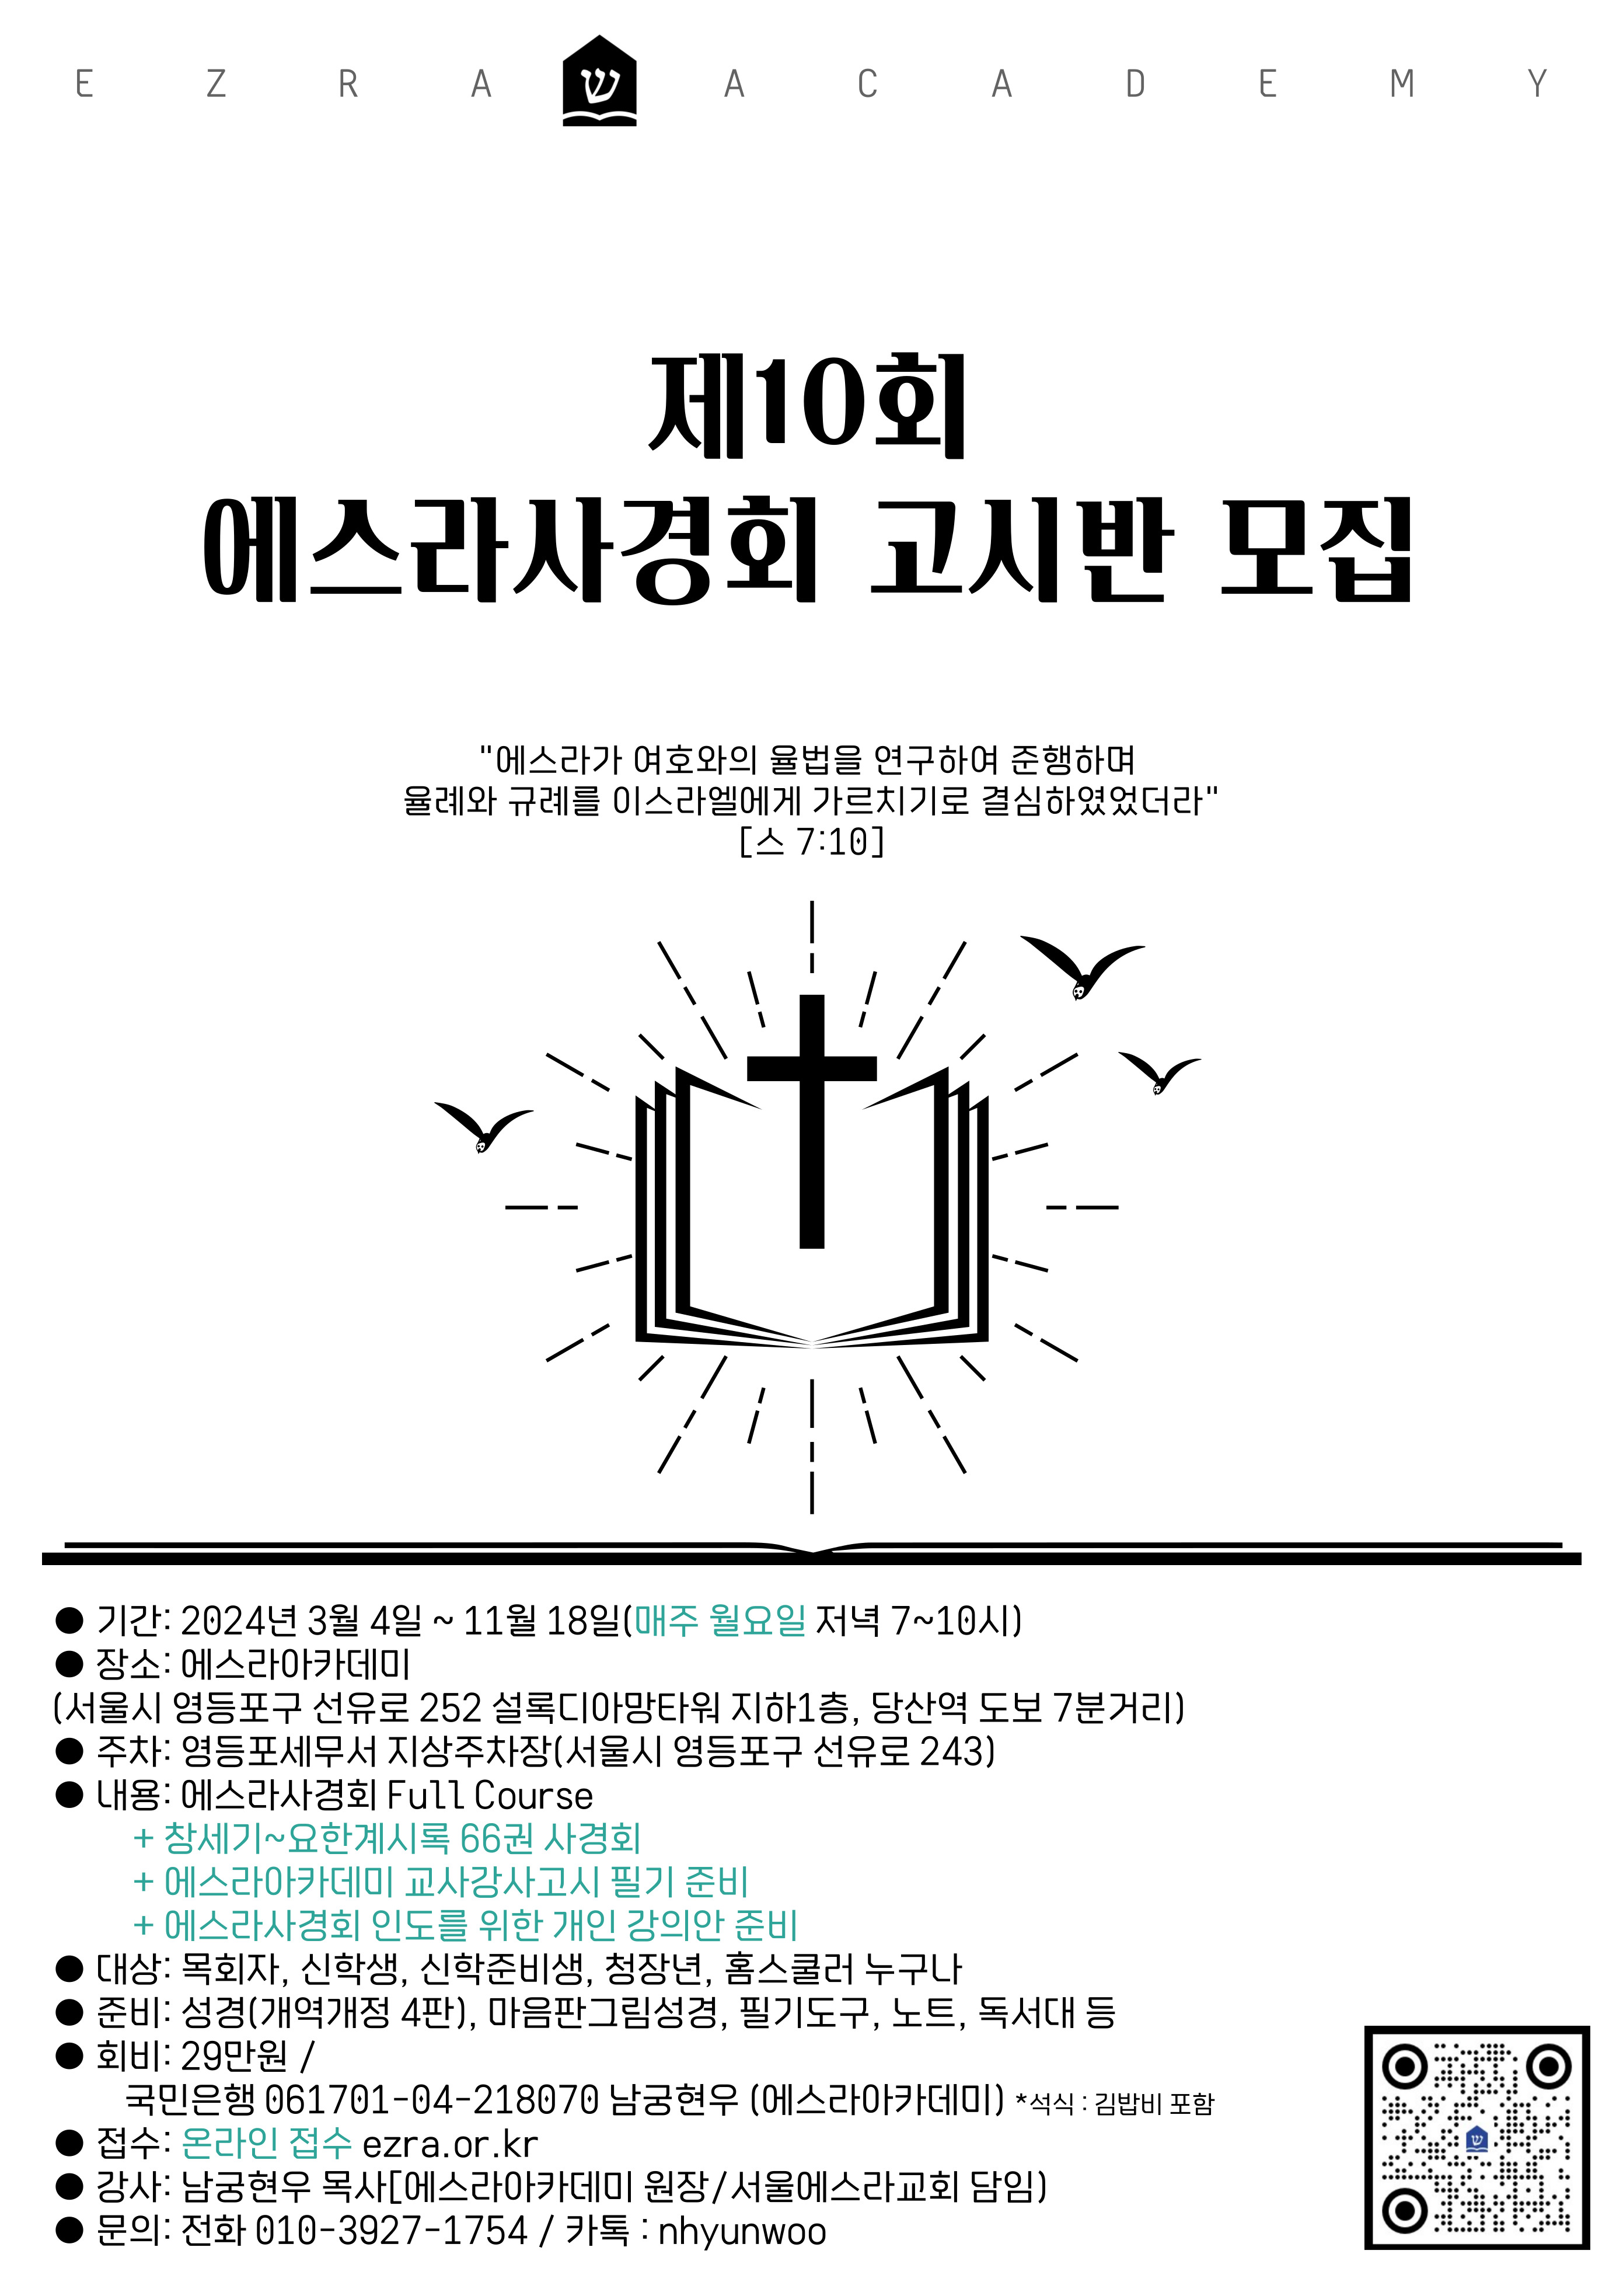 EZRA ש ACADEMY
제10회
에스라사경회 고시반 모집
"에스라가 여호와의 율법을 연구하여 준행하며
율례와 규례를 이스라엘에게 가르치기로 결심하였었더라"
[스 7:10]
● 기간: 2024년 3월 4일 ~ 11월 18일(매주 월요일 저녁 7~10시)
● 장소: 에스라아카데미
(서울시 영등포구 선유로 252 설록디아망타워 지하1층, 당산역 도보 7분거리)
● 주차: 영등포세무서 지상주차장(서울시 영등포구 선유로 243)
● 내용: 에스라사경회 Full Course
+ 창세기~요한계시록 66권 사경회
+ 에스라아카데미 교사강사고시 필기 준비
+ 에스라사경회 인도를 위한 개인 강의안 준비
● 대상: 목회자, 신학생, 신학준비생, 청장년, 홈스쿨러 누구나
● 준비: 성경(개역개정 4판), 마음판그림성경, 필기도구, 노트, 독서대 등
● 회비: 29만원 /
국민은행 061701-04-218070 남궁현우 (에스라아카데미) *석식 : 김밥비 포함
● 접수: 온라인 접수 ezra.or.kr
● 강사: 남궁현우 목사[에스라아카데미 원장/서울에스라교회 담임)
● 문의: 전화 010-3927-1754 / 카톡 : nhyunwoo
ש